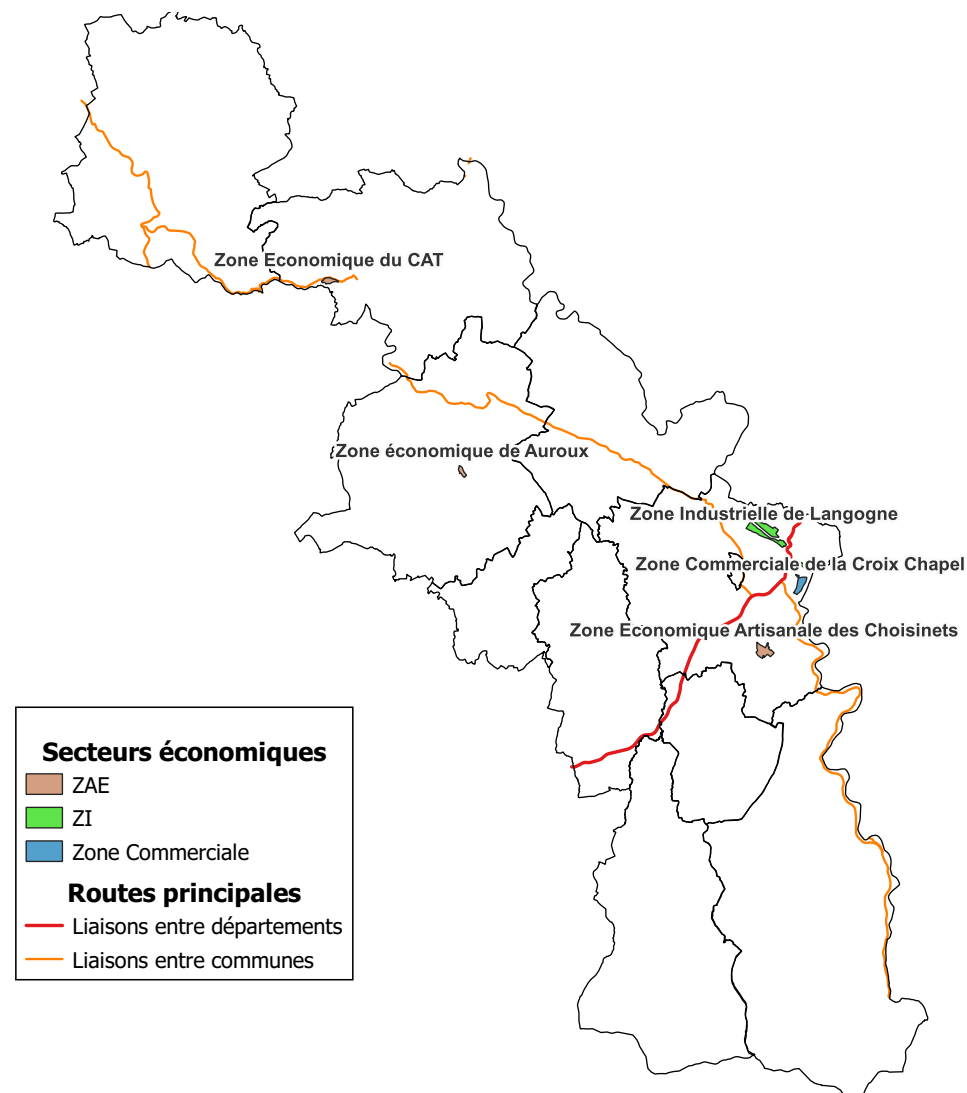 Zone Economique du CAT
Zone économique de Auroux
Zone Industrielle de Langogne
Zone Commerciale de la Croix Chapel
Zone Economique Artisanale des Choisinets
Secteurs économiques
ZAE
ZI
Zone Commerciale
Routes principales
Liaisons entre départements
Liaisons entre communes